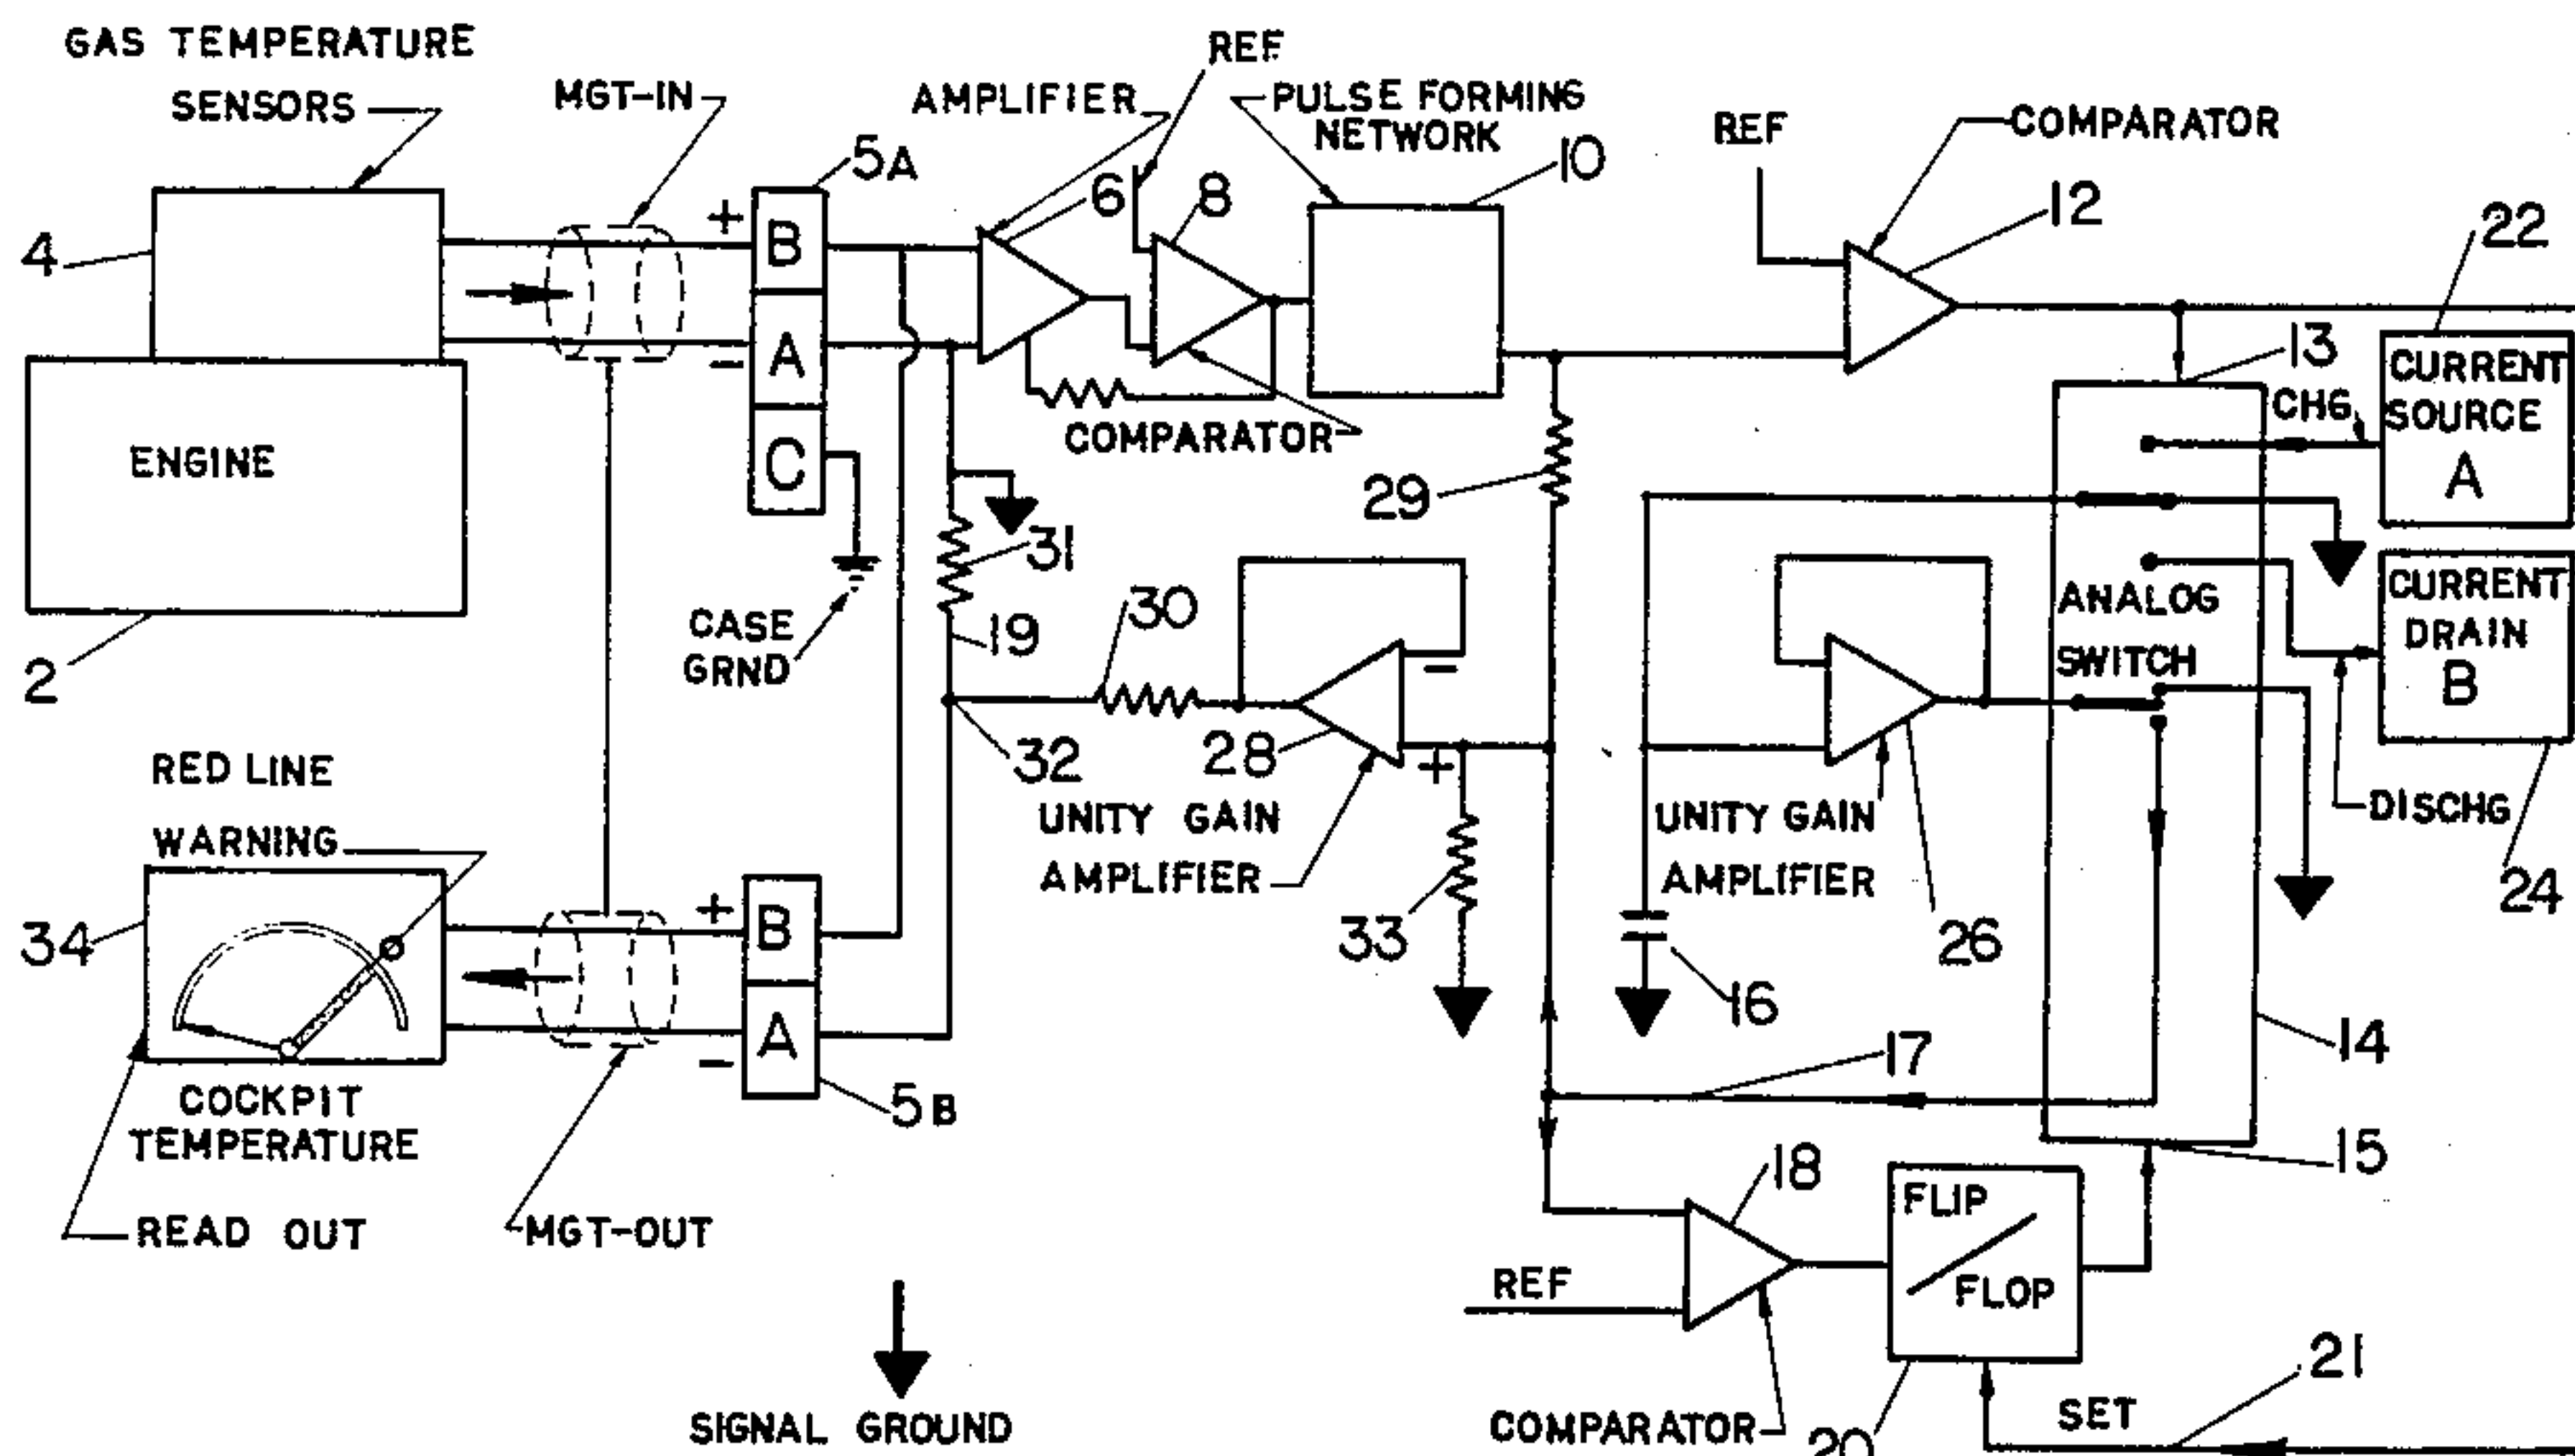 GAS TEMPERATURE
SENSORS
MGT-IN
AMPLIFIER
REF
PULSE FORMING
NETWORK
REF
COMPARATOR
4
+
5A
B
6
8
10
12
22
-
A
C
COMPARATOR
29
13
CHG
CURRENT
SOURCE
A
ENGINE
2
CASE
GRND
31
19
30
32
28
-
+
UNITY GAIN
AMPLIFIER
33
UNITY GAIN
AMPLIFIER
26
16
ANALOG
SWITCH
CURRENT
DRAIN
B
DISCHG
24
RED LINE
WARNING
34
+
B
-
A
5B
COCKPIT
TEMPERATURE
READ OUT
MGT-OUT
17
14
15
18
REF
FLIP
FLOP
COMPARATOR
20
SET
21
SIGNAL GROUND